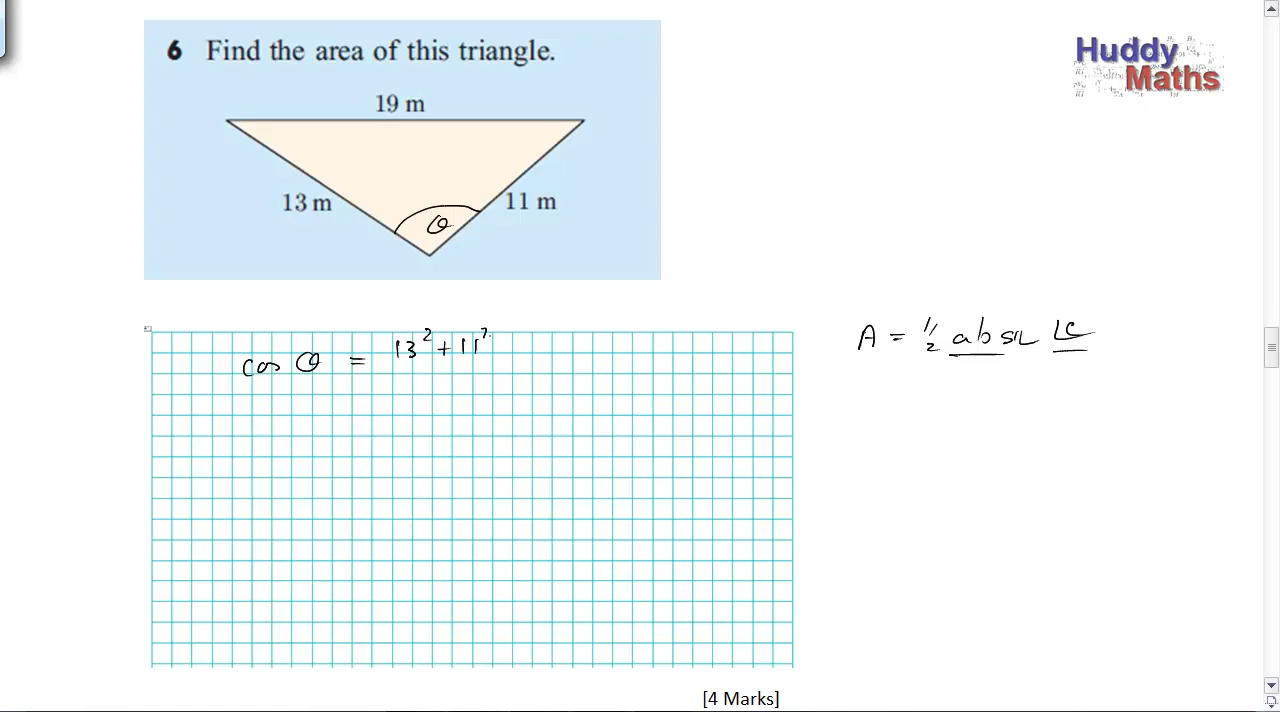 6 Find the area of this triangle.
Huddy
Maths
19 m
13 m
11 m
θ
cos θ = 13² + 11²
A = ½ ab sin ∠C
[4 Marks]